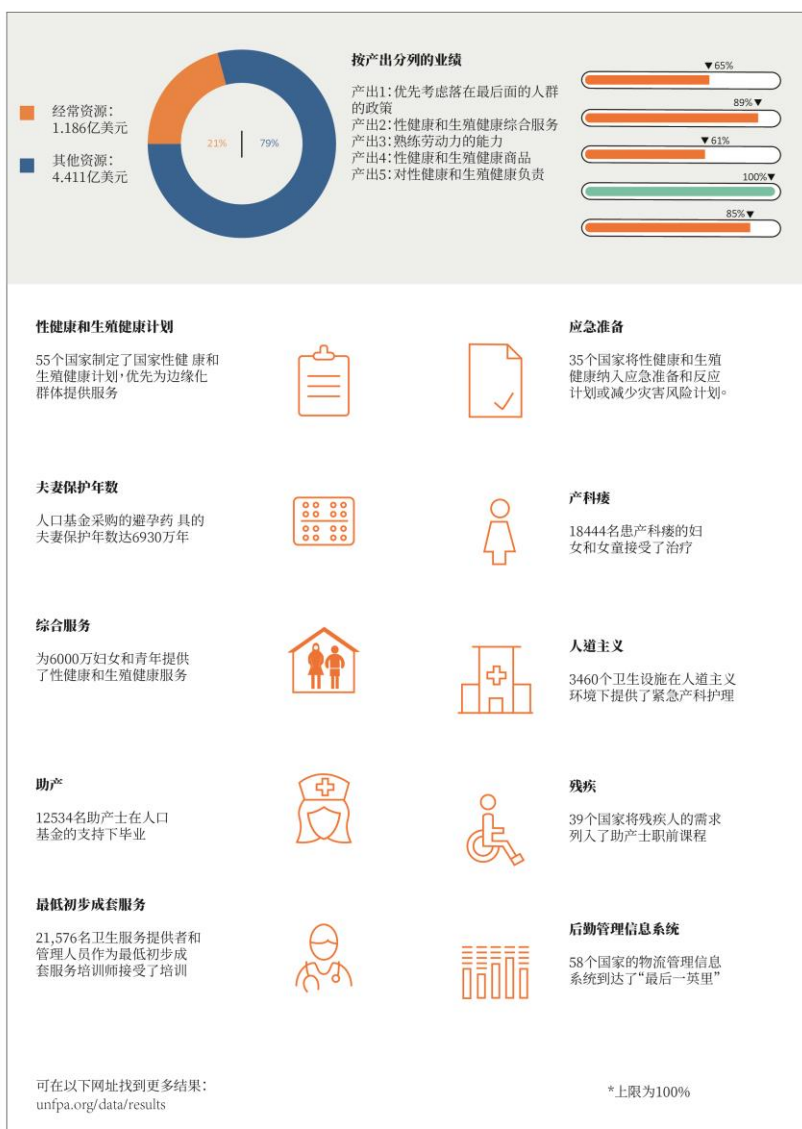 经常资源：
1.186亿美元
其他资源：
4.411亿美元
21%
79%
按产出分列的业绩
产出1：优先考虑落在最后面的人群
的政策
产出2：性健康和生殖健康综合服务
产出3：熟练劳动力的能力
产出4：性健康和生殖健康商品
产出5：对性健康和生殖健康负责
▼65%
89%▼
▼61%
100%▼
85%▼
性健康和生殖健康计划
55个国家制定了国家性健 康和
生殖健康计划，优先为边缘化
群体提供服务
应急准备
35个国家将性健康和生殖
健康纳入应急准备和反应
计划或减少灾害风险计划。
夫妻保护年数
人口基金采购的避孕药 具的
夫妻保护年数达6930万年
产科瘘
18444名患产科瘘的妇
女和女童接受了治疗
综合服务
为6000万妇女和青年提供
了性健康和生殖健康服务
人道主义
3460个卫生设施在人道主义
环境下提供了紧急产科护理
助产
12534名助产士在人口
基金的支持下毕业
残疾
39个国家将残疾人的需求
列入了助产士职前课程
最低初步成套服务
21,576名卫生服务提供者和
管理人员作为最低初步成
套服务培训师接受了培训
后勤管理信息系统
58个国家的物流管理信息
系统到达了“最后一英里”
可在以下网址找到更多结果：
unfpa.org/data/results
*上限为100%